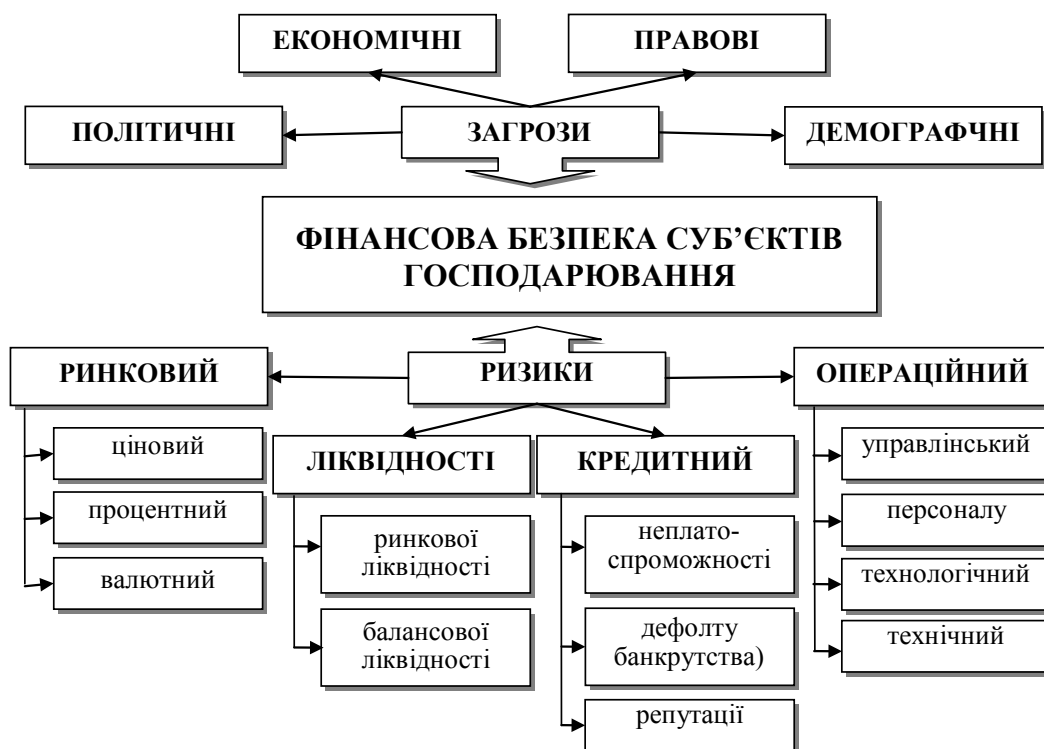 ЕКОНОМІЧНІ
ПРАВОВІ
ПОЛІТИЧНІ
ЗАГРОЗИ
ДЕМОГРАФЧНІ
ФІНАНСОВА БЕЗПЕКА СУБ’ЄКТІВ
ГОСПОДАРЮВАННЯ
РИНКОВИЙ
РИЗИКИ
ОПЕРАЦІЙНИЙ
ціновий
процентний
валютний
ЛІКВІДНОСТІ
ринкової
ліквідності
балансової
ліквідності
КРЕДИТНИЙ
неплато-
спроможності
дефолту
банкрутства)
репутації
управлінський
персоналу
технологічний
технічний